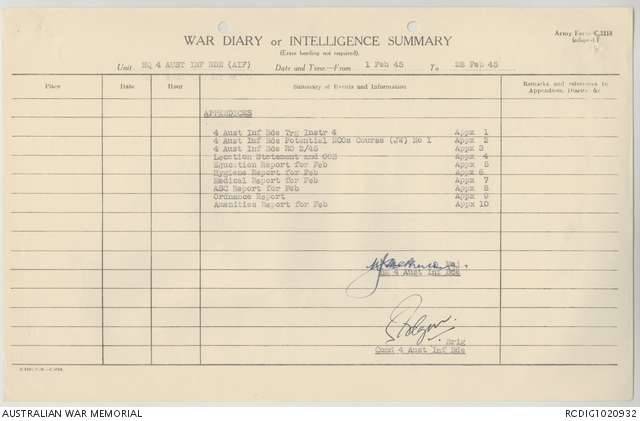 Army Form C.2118
WAR DIARY or INTELLIGENCE SUMMARY
(Erase heading not required).
Unit. HQ 4 AUST INF BDE (AIF) Date and Time—From 1 Feb 45 To 28 Feb 45
Place Date Hour Summary of Events and Information Remarks and references to Appendices, Diaries &c
APPENDICES
4 Aust Inf Bde Trg Instr 4 Appx 1
4 Aust Inf Bde Potential NCOs Course (JW) No 1 Appx 2
4 Aust Inf Bde RO 2/45 Appx 3
Location Statement and OOB Appx 4
Education Report for Feb Appx 5
Hygiene Report for Feb Appx 6
Medical Report for Feb Appx 7
ASC Report for Feb Appx 8
Ordnance Report Appx 9
Amenities Report for Feb Appx 10
4 Aust Inf Bde
Brig
Comd 4 Aust Inf Bde
AUSTRALIAN WAR MEMORIAL
RCDIG1020932